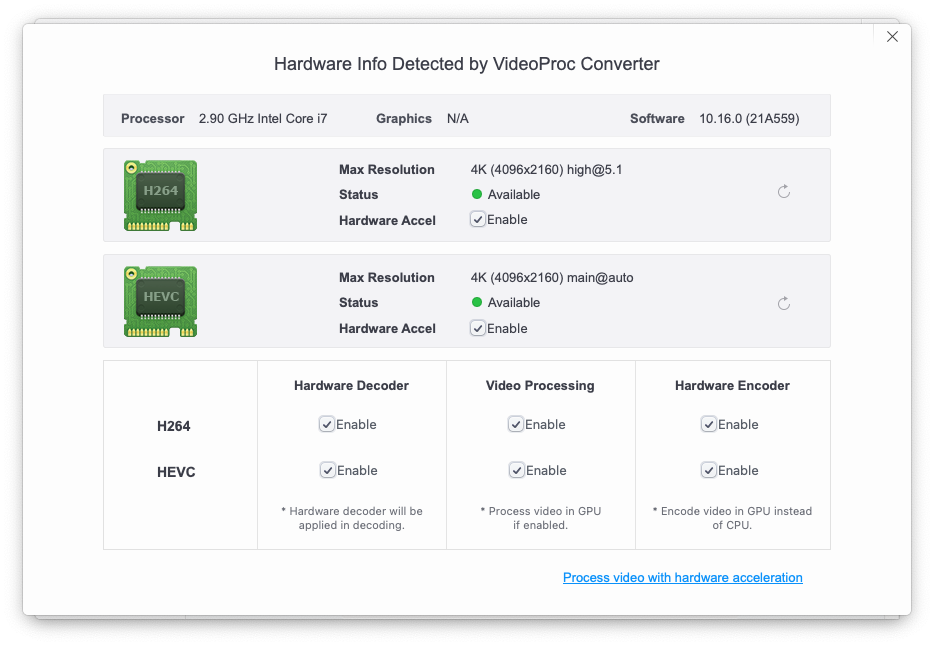 Hardware Info Detected by VideoProc Converter
Processor 2.90 GHz Intel Core i7 Graphics N/A Software 10.16.0 (21A559)
H264
Max Resolution 4K (4096x2160) high@5.1
Status Available
Hardware Accel Enable
HEVC
Max Resolution 4K (4096x2160) main@auto
Status Available
Hardware Accel Enable
Hardware Decoder Video Processing Hardware Encoder
H264 Enable Enable Enable
HEVC Enable Enable Enable
* Hardware decoder will be
applied in decoding.
* Process video in GPU
if enabled.
* Encode video in GPU instead
of CPU.
Process video with hardware acceleration